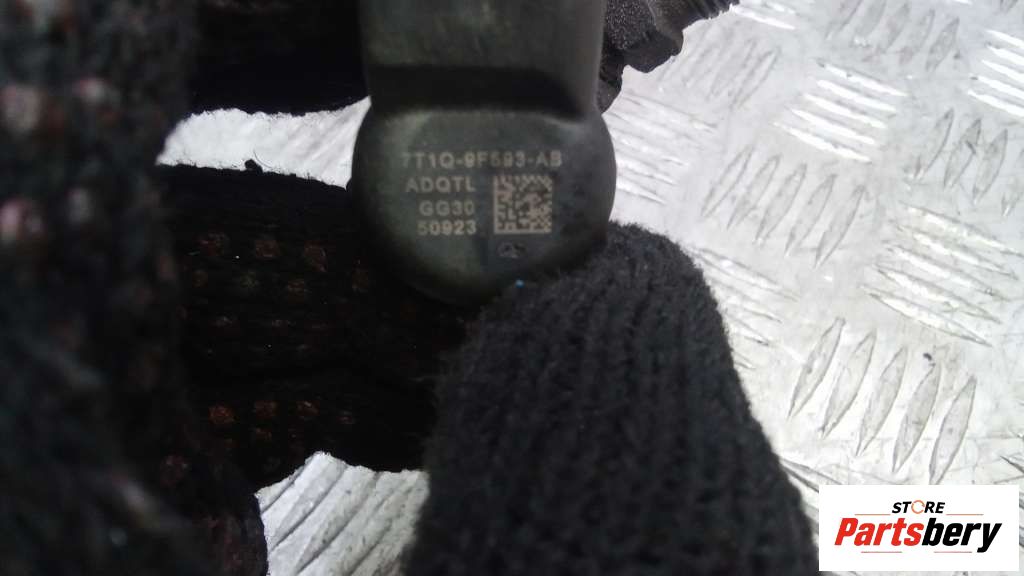 7T1Q-9F593-AB
ADQTL
GG30
50923
STORE
Partsbery